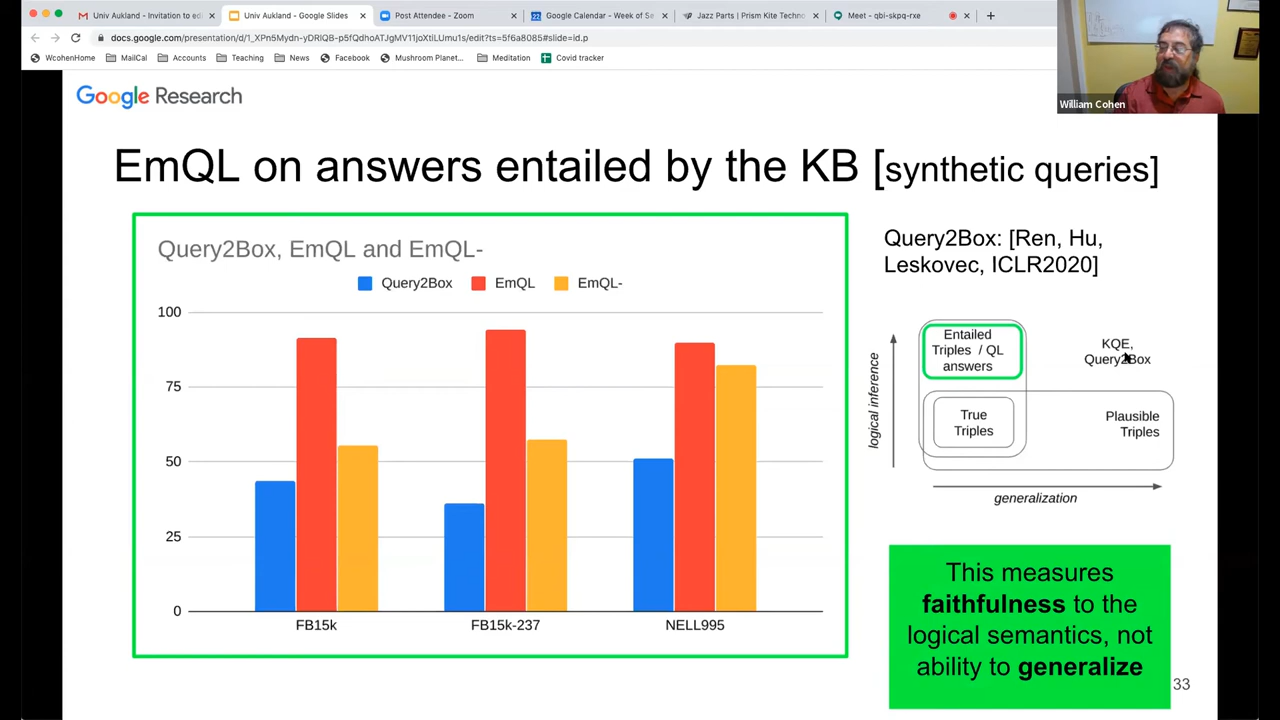 Univ Aukland - Invitation to edi
Univ Aukland - Google Slides
Post Attendee - Zoom
Google Calendar - Week of Se
Jazz Parts | Prism Kite Techno
Meet - qbi-skpq-rxe
docs.google.com/presentation/d/1_XPn5Mydn-yDRlQB-p5fQdhoATJgMV11joXtiLUmu1s/edit?ts=5f6a8085#slide=id.p
WcohenHome
MailCal
Accounts
Teaching
News
Facebook
Mushroom Planet...
Meditation
Covid tracker
William Cohen
Google Research
EmQL on answers entailed by the KB [synthetic queries]
Query2Box, EmQL and EmQL-
Query2Box
EmQL
EmQL-
100
75
50
25
0
FB15k
FB15k-237
NELL995
Query2Box: [Ren, Hu,
Leskovec, ICLR2020]
Entailed
Triples / QL
answers
KQE,
Query2Box
logical inference
True
Triples
Plausible
Triples
generalization
This measures
faithfulness to the
logical semantics, not
ability to generalize
33